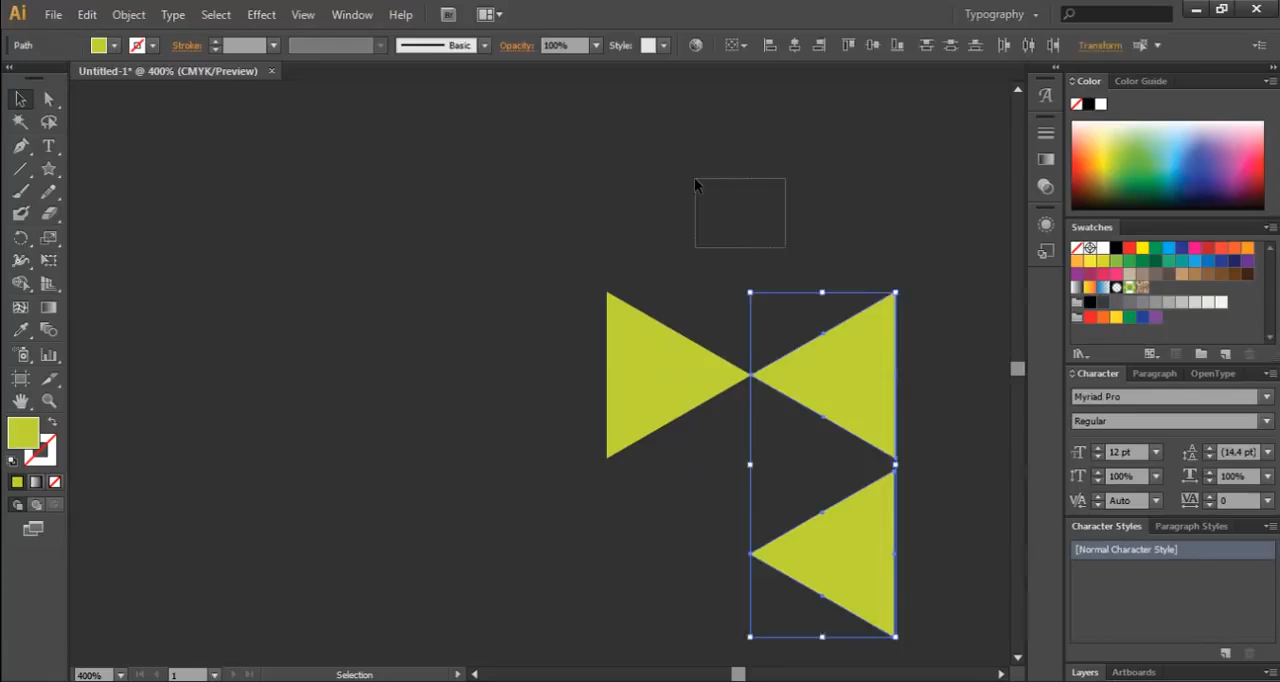 Ai File Edit Object Type Select Effect View Window Help Br Typography
Path Stroke: Basic Opacity: 100% Style: Transform
Untitled-1* @ 400% (CMYK/Preview) ×
Color Color Guide
Swatches
Character Paragraph OpenType
Myriad Pro
Regular
12 pt (14.4 pt)
100% 100%
Auto 0
Character Styles Paragraph Styles
[Normal Character Style]
Layers Artboards
400% 1 Selection